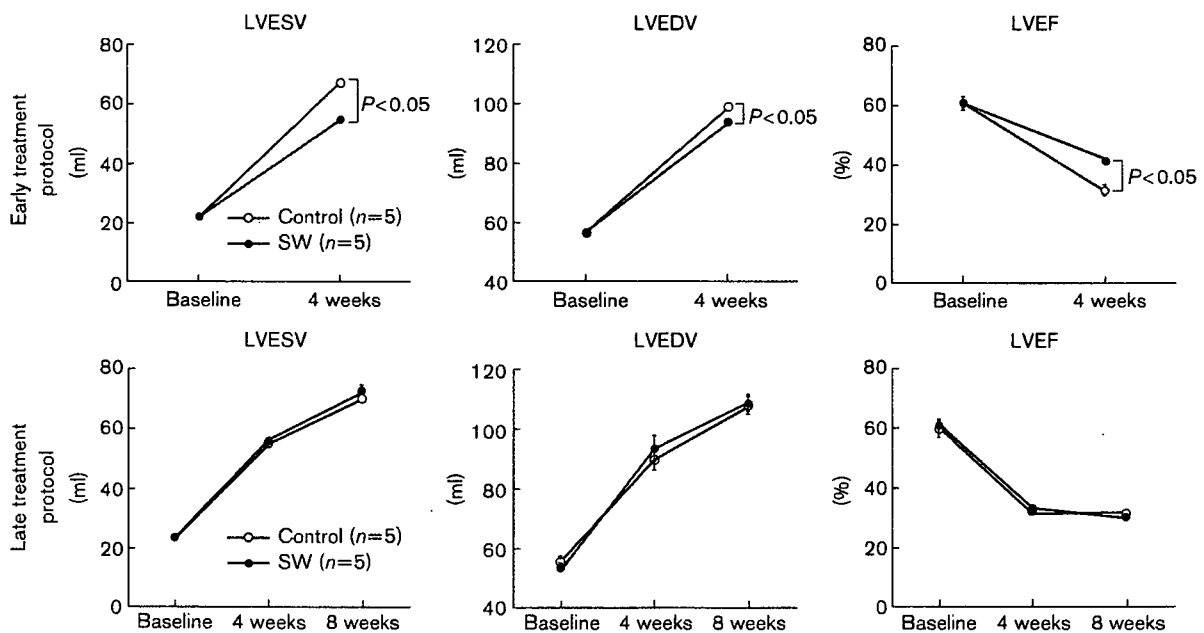 LVESV
LVEDV
LVEF
Early treatment
protocol
(ml)
80
60
40
20
0
P<0.05
Control (n=5)
SW (n=5)
Baseline
4 weeks
(ml)
120
100
80
60
40
P<0.05
Baseline
4 weeks
(%)
80
60
40
20
0
P<0.05
Baseline
4 weeks
LVESV
LVEDV
LVEF
Late treatment
protocol
(ml)
80
60
40
20
0
Control (n=5)
SW (n=5)
Baseline
4 weeks
8 weeks
(ml)
120
100
80
60
40
Baseline
4 weeks
8 weeks
(%)
80
60
40
20
0
Baseline
4 weeks
8 weeks